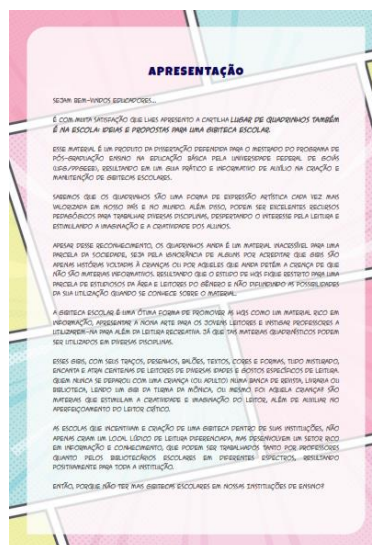 APRESENTAÇÃO
SEJAM BEM-VINDOS EDUCADORES...
É COM MUITA SATISFAÇÃO QUE LHES APRESENTO A CARTILHA LUGAR DE QUADRINHOS TAMBÉM
É NA ESCOLA: IDEIAS E PROPOSTAS PARA UMA GIBITECA ESCOLAR.
ESSE MATERIAL É UM PRODUTO DA DISSERTAÇÃO DEFENDIDA PARA O MESTRADO DO PROGRAMA DE
PÓS-GRADUAÇÃO ENSINO NA EDUCAÇÃO BÁSICA PELA UNIVERSIDADE FEDERAL DE GOIÁS
(UFG/PPGEEB), RESULTANDO EM UM GUIA PRÁTICO E INFORMATIVO DE AUXÍLIO NA CRIAÇÃO E
MANUTENÇÃO DE GIBITECAS ESCOLARES.
SABEMOS QUE OS QUADRINHOS SÃO UMA FORMA DE EXPRESSÃO ARTÍSTICA CADA VEZ MAIS
VALORIZADA EM NOSSO PAÍS E NO MUNDO. ALÉM DISSO, PODEM SER EXCELENTES RECURSOS
PEDAGÓGICOS PARA TRABALHAR DIVERSAS DISCIPLINAS, DESPERTANDO O INTERESSE PELA LEITURA E
ESTIMULANDO A IMAGINAÇÃO E A CRIATIVIDADE DOS ALUNOS.
APESAR DESSE RECONHECIMENTO, OS QUADRINHOS AINDA É UM MATERIAL INACESSÍVEL PARA UMA
PARCELA DA SOCIEDADE, SEJA PELA IGNORÂNCIA DE ALGUNS POR ACREDITAR QUE GIBIS SÃO
APENAS HISTÓRIAS VOLTADAS À CRIANÇAS OU POR AQUELES QUE AINDA DETÊM A CRENÇA DE QUE
NÃO SÃO MATERIAIS INFORMATIVOS. RESULTANDO QUE O ESTUDO DE HQS FIQUE RESTRITO PARA UMA
PARCELA DE ESTUDIOSOS DA ÁREA E LEITORES DO GÊNERO E NÃO DIFUNDINDO AS POSSIBILIDADES
DA SUA UTILIZAÇÃO QUANDO SE CONHECE SOBRE O MATERIAL.
A GIBITECA ESCOLAR É UMA ÓTIMA FORMA DE PROMOVER AS HQS COMO UM MATERIAL RICO EM
INFORMAÇÃO, APRESENTAR A NONA ARTE PARA OS JOVENS LEITORES E INSTIGAR PROFESSORES A
UTILIZAREM-NA PARA ALÉM DA LEITURA RECREATIVA. JÁ QUE TAIS MATERIAIS QUADRINÍSTICOS PODEM
SER UTILIZADOS EM DIVERSAS DISCIPLINAS.
ESSES GIBIS, COM SEUS TRAÇOS, DESENHOS, BALÕES, TEXTOS, CORES E FORMAS, TUDO MISTURADO,
ENCANTA E ATRAI CENTENAS DE LEITORES DE DIVERSAS IDADES E GOSTOS ESPECÍFICOS DE LEITURA.
QUEM NUNCA SE DEPAROU COM UMA CRIANÇA (OU ADULTO) NUMA BANCA DE REVISTA, LIVRARIA OU
BIBLIOTECA, LENDO UM GIBI DA TURMA DA MÔNICA, OU MESMO, FOI AQUELA CRIANÇA? SÃO
MATERIAIS QUE ESTIMULAM A CRIATIVIDADE E IMAGINAÇÃO DO LEITOR, ALÉM DE AUXILIAR NO
APERFEIÇOAMENTO DO LEITOR CRÍTICO.
AS ESCOLAS QUE INCENTIVAM E CRIAÇÃO DE UMA GIBITECA DENTRO DE SUAS INSTITUIÇÕES, NÃO
APENAS CRIAM UM LOCAL LÚDICO DE LEITURA DIFERENCIADA, MAS DESENVOLVEM UM SETOR RICO
EM INFORMAÇÃO E CONHECIMENTO, QUE PODEM SER TRABALHADOS TANTO POR PROFESSORES
QUANTO PELOS BIBLIOTECÁRIOS ESCOLARES EM DIFERENTES ESPECTROS, RESULTANDO
POSITIVAMENTE PARA TODA A INSTITUIÇÃO.
ENTÃO, PORQUE NÃO TER MAIS GIBITECAS ESCOLARES EM NOSSAS INSTITUIÇÕES DE ENSINO?